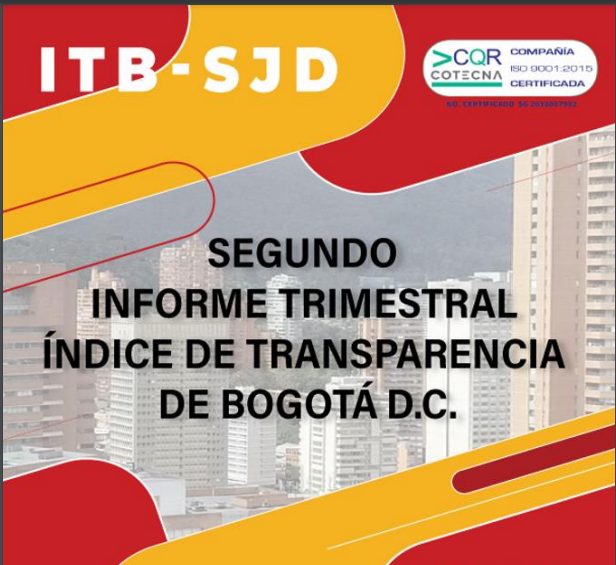 ITB-SJD
CQR
COTECNA
COMPAÑÍA
ISO 9001:2015
CERTIFICADA
SEGUNDO
INFORME TRIMESTRAL
ÍNDICE DE TRANSPARENCIA
DE BOGOTÁ D.C.